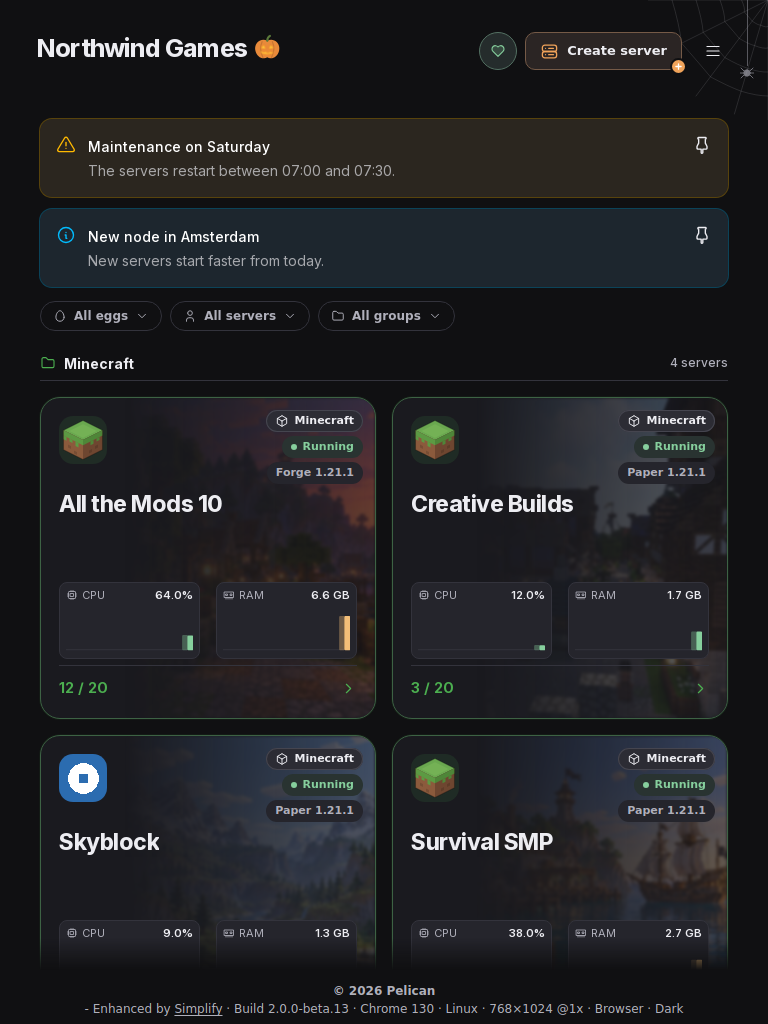 Northwind Games
Create server
Maintenance on Saturday
The servers restart between 07:00 and 07:30.
New node in Amsterdam
New servers start faster from today.
All eggs
All servers
All groups
Minecraft
4 servers
Minecraft
Running
Forge 1.21.1
All the Mods 10
CPU 64.0%
RAM 6.6 GB
12 / 20
Minecraft
Running
Paper 1.21.1
Creative Builds
CPU 12.0%
RAM 1.7 GB
3 / 20
Minecraft
Running
Paper 1.21.1
Skyblock
CPU 9.0%
RAM 1.3 GB
Minecraft
Running
Paper 1.21.1
Survival SMP
CPU 38.0%
RAM 2.7 GB
© 2026 Pelican
- Enhanced by Simplify · Build 2.0.0-beta.13 · Chrome 130 · Linux · 768×1024 @1x · Browser · Dark